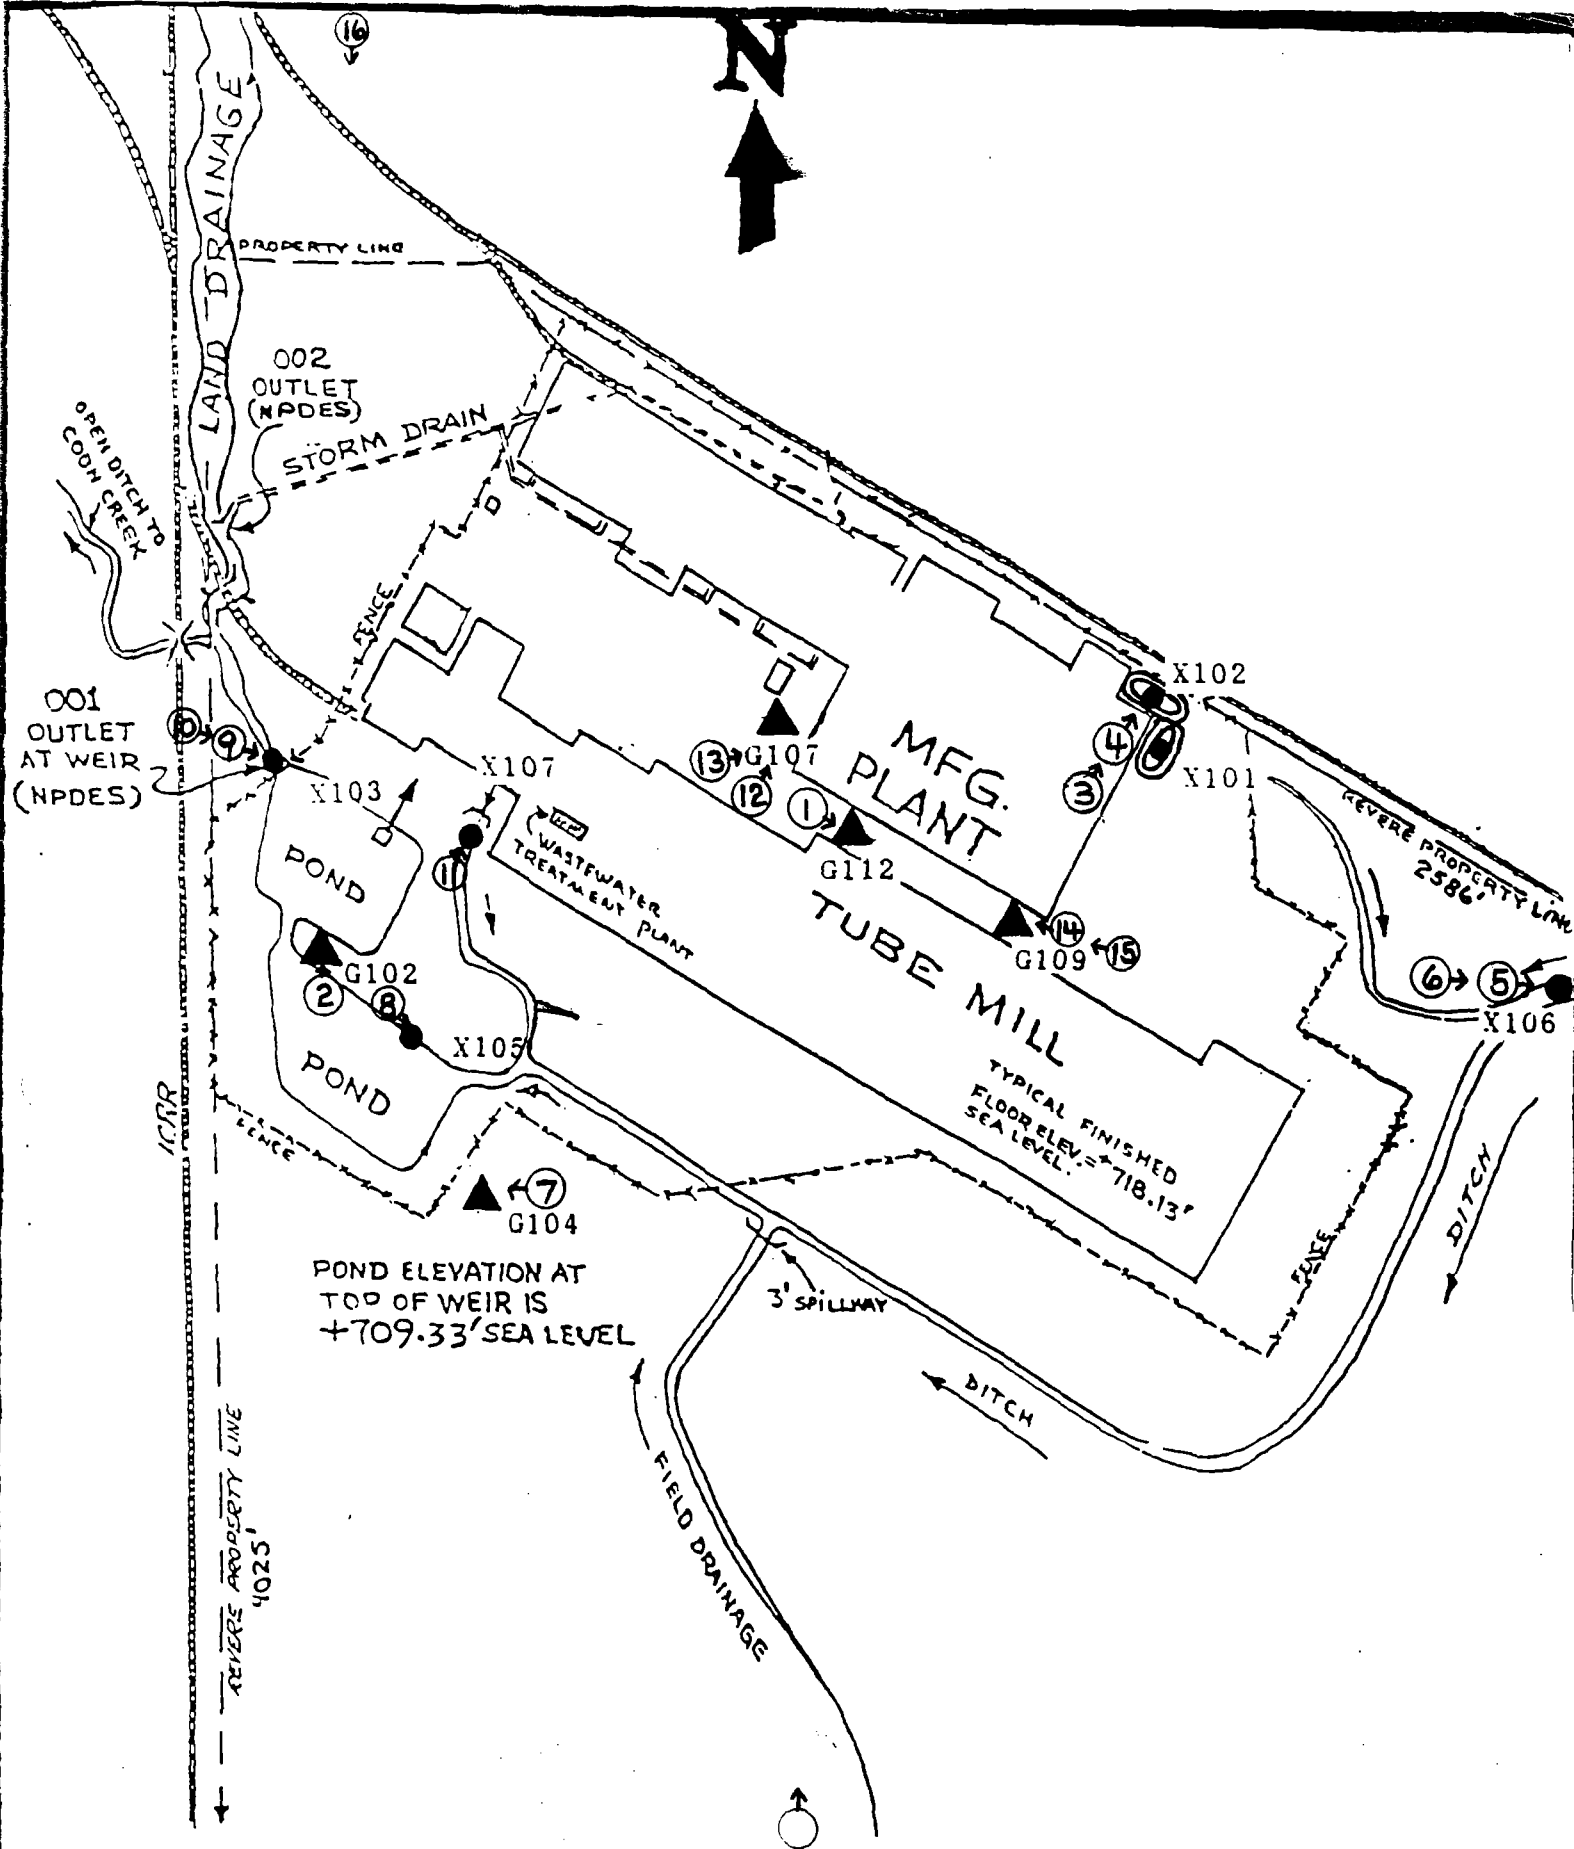 16
N
LAND DRAINAGE
PROPERTY LINE
002
OUTLET
(NPDES)
STORM DRAIN
OPEN DITCH TO
COON CREEK
FENCE
001
OUTLET
AT WEIR
(NPDES)
10
9
X103
X107
X102
4
3
X101
MFG.
PLANT
13
G107
12
1
G112
REVERE PROPERTY LINE
2586'
POND
11
WASTEWATER
TREATMENT PLANT
TUBE MILL
G102
2
8
X105
14
G109
15
6
5
X106
POND
TYPICAL FINISHED
FLOOR ELEV.=+718.13'
SEA LEVEL.
ICRR
FENCE
7
G104
DITCH
FENCE
POND ELEVATION AT
TOP OF WEIR IS
+709.33' SEA LEVEL
3' SPILLWAY
DITCH
REVERE PROPERTY LINE
4025'
FIELD DRAINAGE